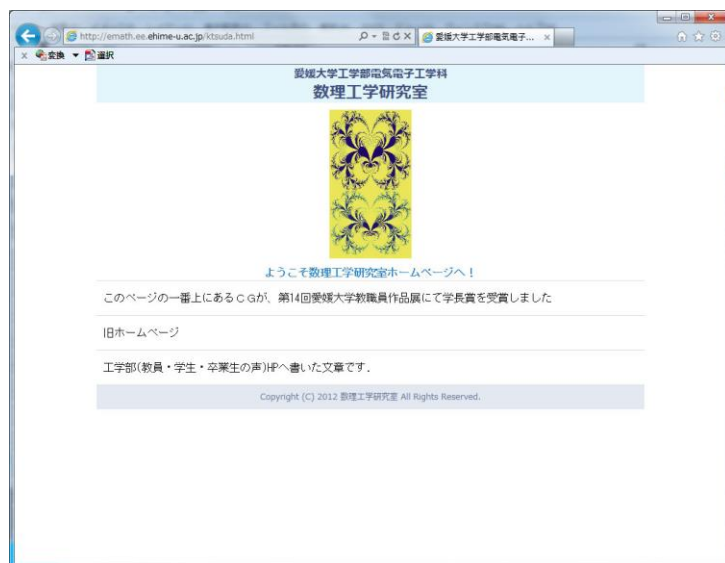 http://emath.ee.ehime-u.ac.jp/ktsuda.html
愛媛大学工学部電気電子...
変換
選択
愛媛大学工学部電気電子工学科
数理工学研究室
ようこそ数理工学研究室ホームページへ！
このページの一番上にあるＣＧが、第14回愛媛大学教職員作品展にて学長賞を受賞しました
旧ホームページ
工学部(教員・学生・卒業生の声)HPへ書いた文章です．
Copyright (C) 2012 数理工学研究室 All Rights Reserved.